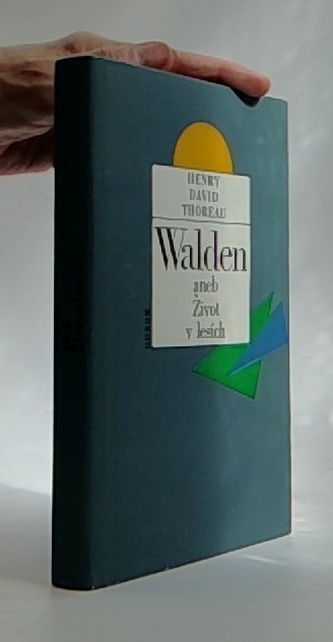 HENRY
DAVID
THOREAU
Walden
aneb
Život
v lesích